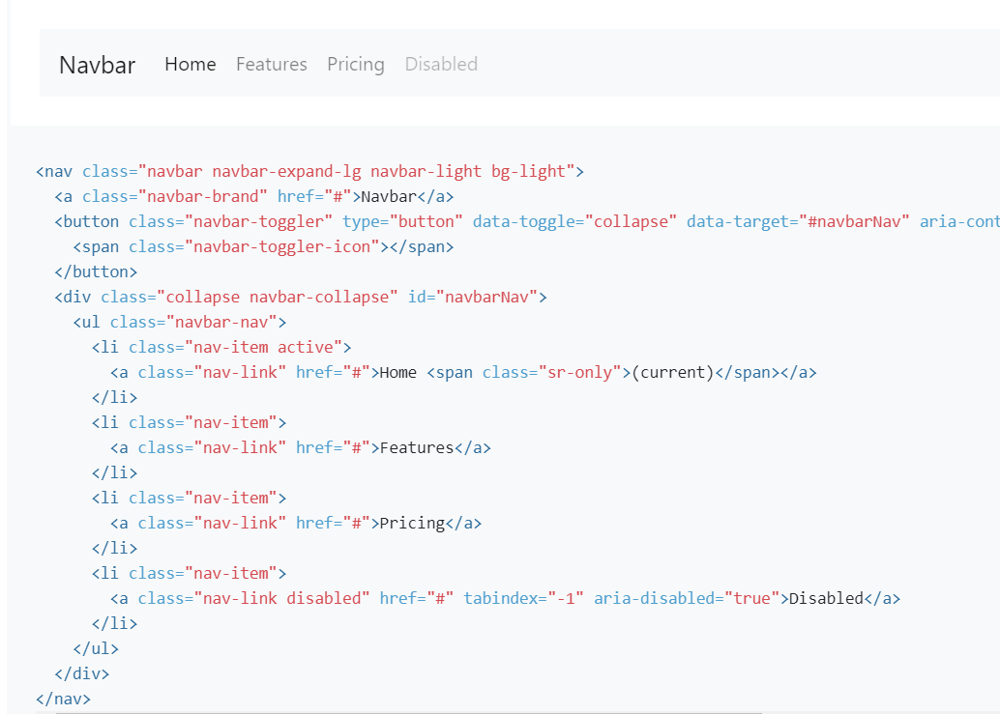 Navbar Home Features Pricing Disabled
<nav class="navbar navbar-expand-lg navbar-light bg-light">
<a class="navbar-brand" href="#">Navbar</a>
<button class="navbar-toggler" type="button" data-toggle="collapse" data-target="#navbarNav" aria-cont
<span class="navbar-toggler-icon"></span>
</button>
<div class="collapse navbar-collapse" id="navbarNav">
<ul class="navbar-nav">
<li class="nav-item active">
<a class="nav-link" href="#">Home <span class="sr-only">(current)</span></a>
</li>
<li class="nav-item">
<a class="nav-link" href="#">Features</a>
</li>
<li class="nav-item">
<a class="nav-link" href="#">Pricing</a>
</li>
<li class="nav-item">
<a class="nav-link disabled" href="#" tabindex="-1" aria-disabled="true">Disabled</a>
</li>
</ul>
</div>
</nav>